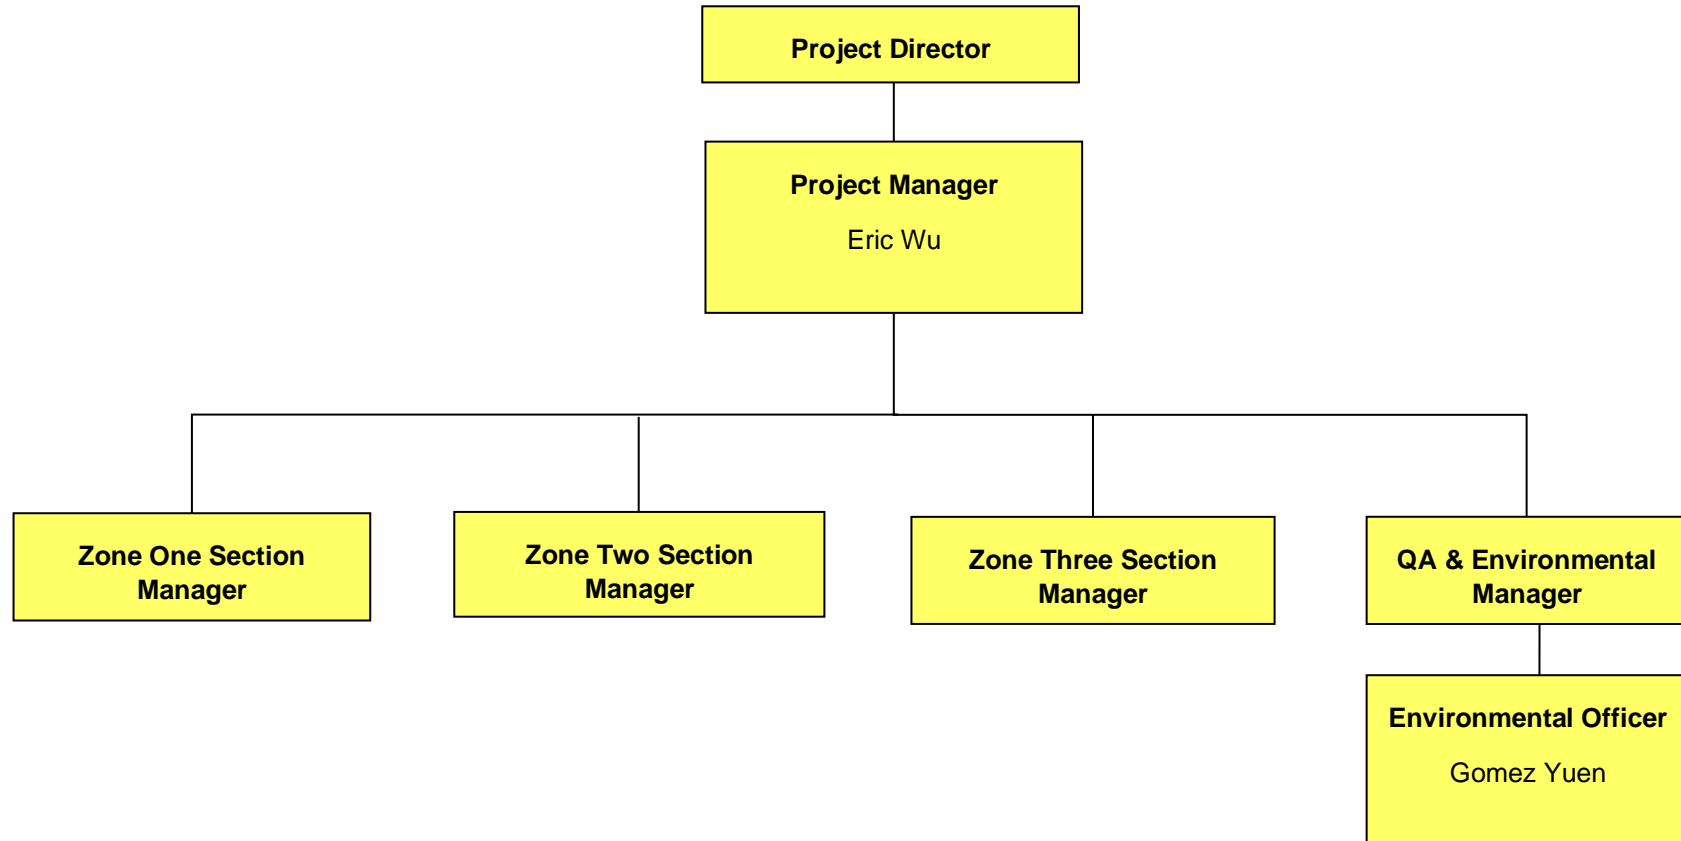 Project Director
Project Manager
Eric Wu
Zone One Section
Manager
Zone Two Section
Manager
Zone Three Section
Manager
QA & Environmental
Manager
Environmental Officer
Gomez Yuen